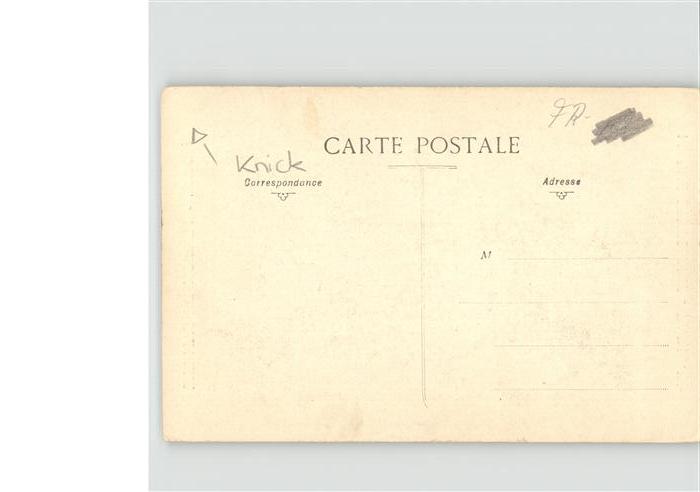 FR.
CARTE POSTALE
Knick
Correspondance
Adresse
M